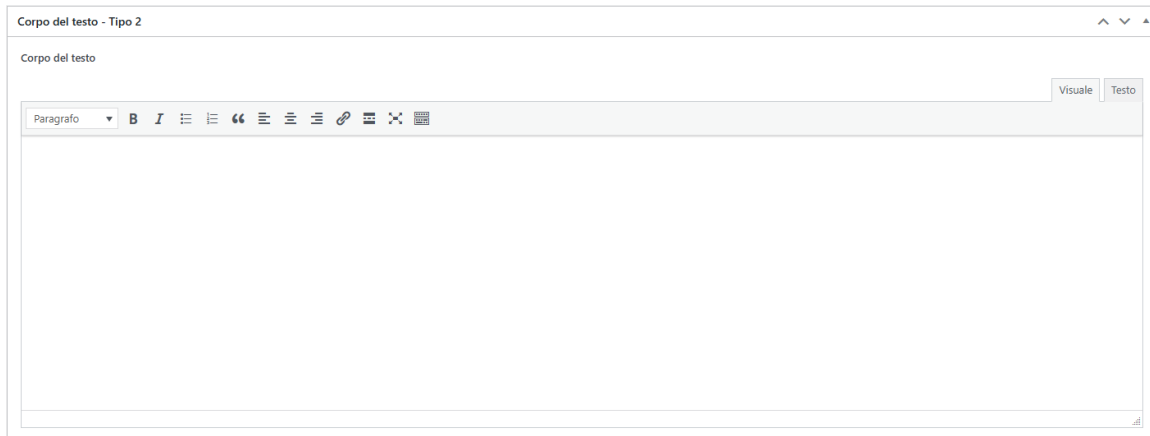 Corpo del testo - Tipo 2
Corpo del testo
Visuale Testo
Paragrafo B I